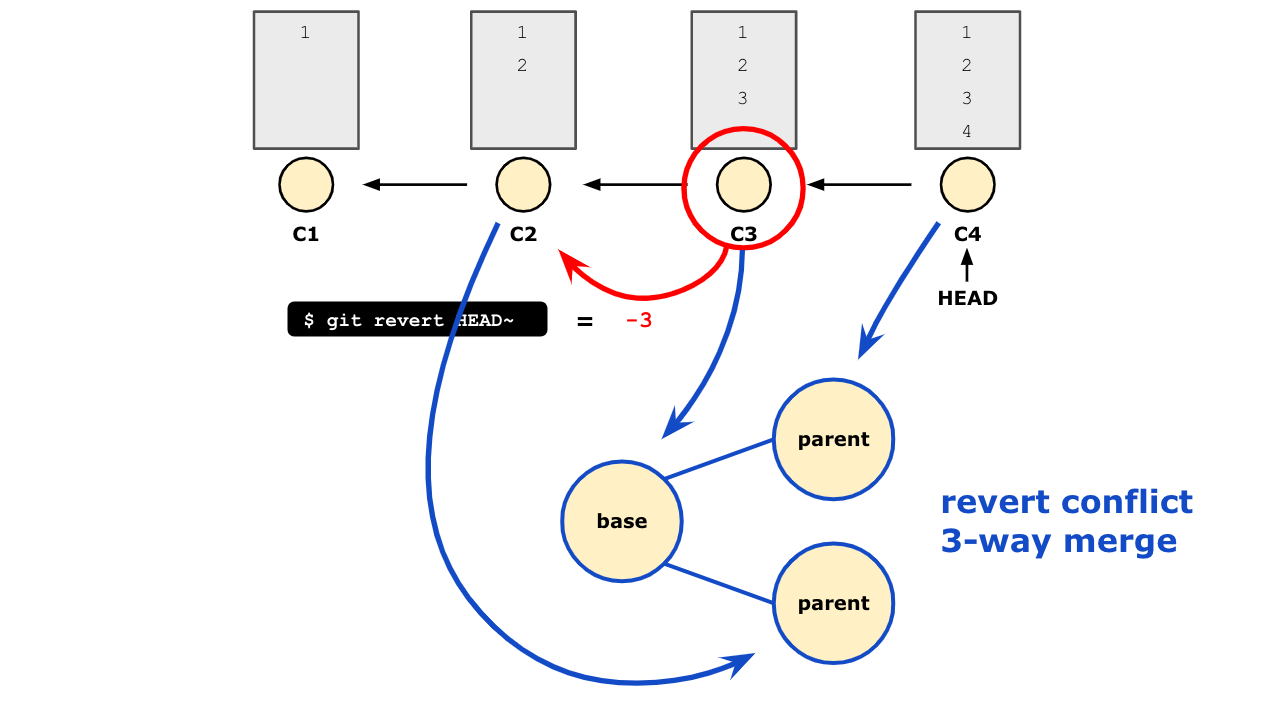 1
1
2
1
2
3
1
2
3
4
C1
C2
C3
C4
HEAD
$ git revert HEAD~
= -3
parent
base
parent
revert conflict
3-way merge